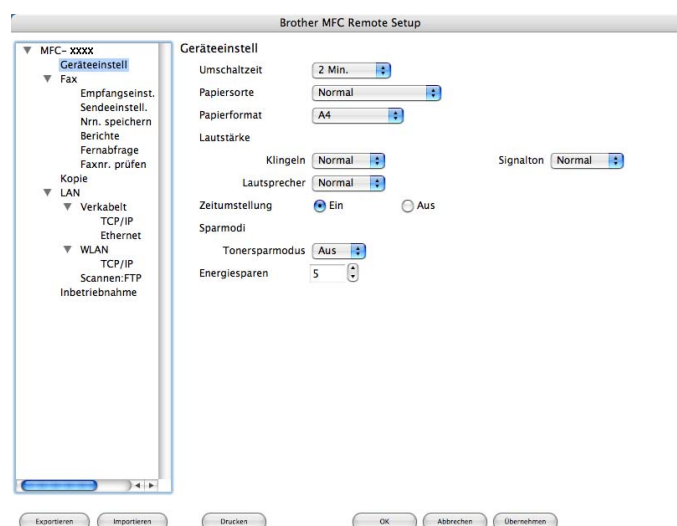 Brother MFC Remote Setup
MFC- XXXX
Geräteeinstell
Fax
Empfangseinst.
Sendeeinstell.
Nrn. speichern
Berichte
Fernabfrage
Faxnr. prüfen
Kopie
LAN
Verkabelt
TCP/IP
Ethernet
WLAN
TCP/IP
Scannen:FTP
Inbetriebnahme
Geräteeinstell
Umschaltzeit 2 Min.
Papiersorte Normal
Papierformat A4
Lautstärke
Klingeln Normal Signalton Normal
Lautsprecher Normal
Zeitumstellung Ein Aus
Sparmodi
Tonersparmodus Aus
Energiesparen 5
Exportieren Importieren Drucken OK Abbrechen Übernehmen